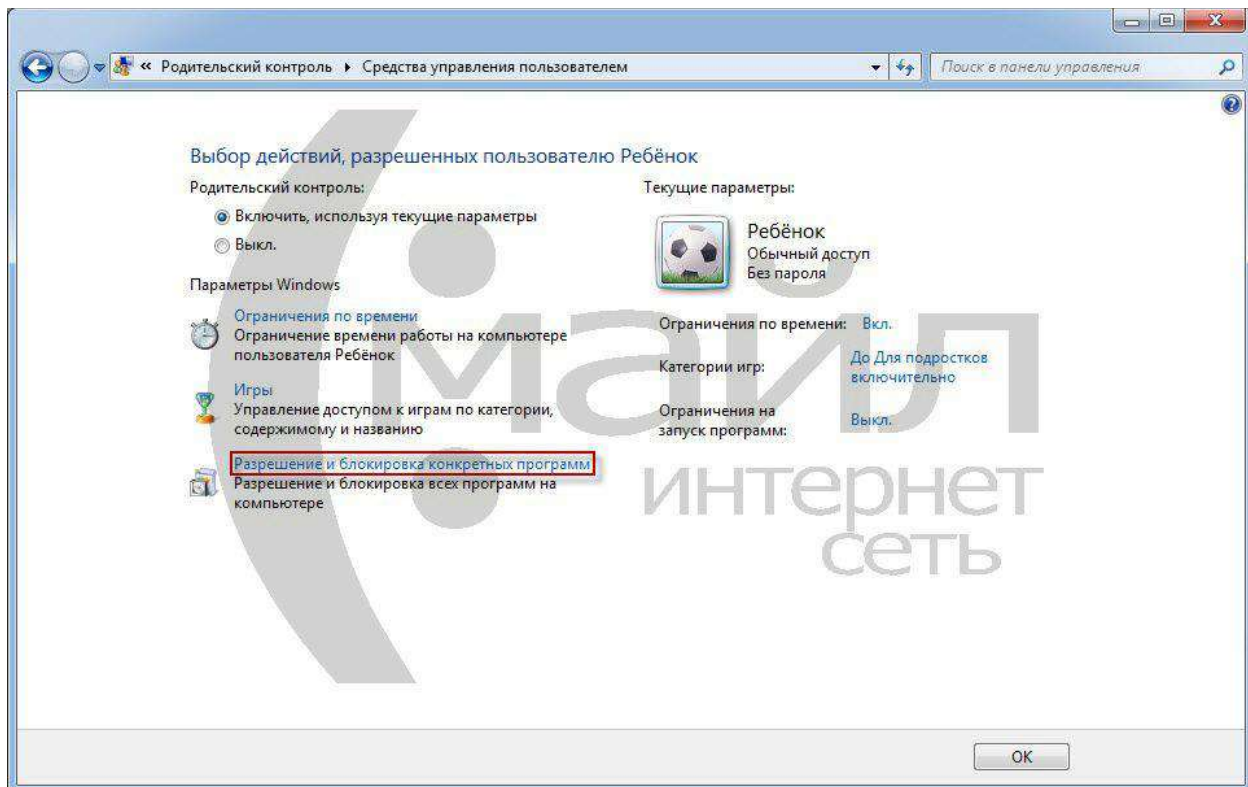 « Родительский контроль ▸ Средства управления пользователем
Поиск в панели управления
Выбор действий, разрешенных пользователю Ребёнок
Родительский контроль:
Включить, используя текущие параметры
Выкл.
Параметры Windows
Ограничения по времени
Ограничение времени работы на компьютере
пользователя Ребёнок
Игры
Управление доступом к играм по категории,
содержимому и названию
Разрешение и блокировка конкретных программ
Разрешение и блокировка всех программ на
компьютере
Текущие параметры:
Ребёнок
Обычный доступ
Без пароля
Ограничения по времени: Вкл.
Категории игр:
До Для подростков
включительно
Ограничения на
запуск программ:
Выкл.
(:майл
интернет
сеть
OK